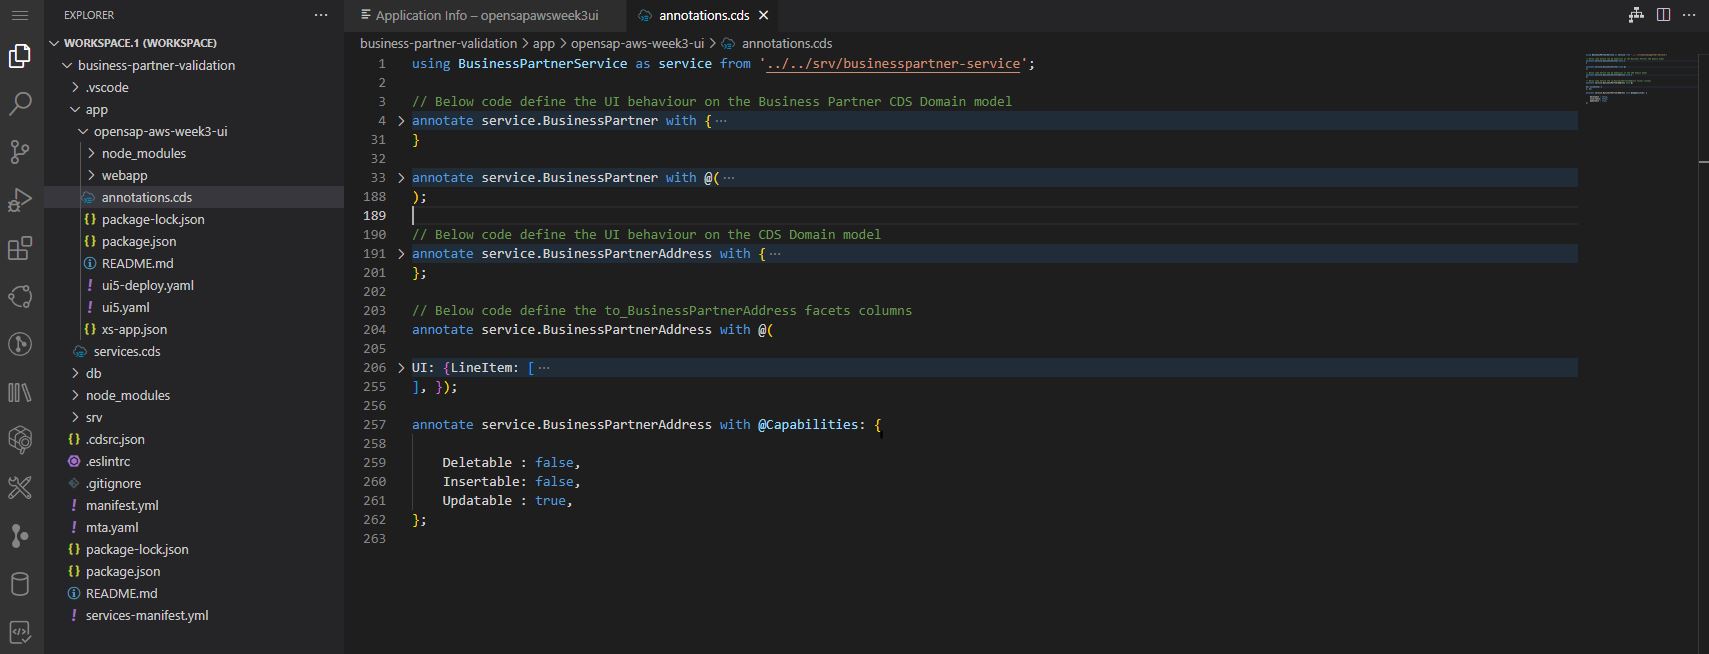 EXPLORER
WORKSPACE.1 (WORKSPACE)
business-partner-validation
.vscode
app
opensap-aws-week3-ui
node_modules
webapp
annotations.cds
package-lock.json
package.json
README.md
ui5-deploy.yaml
ui5.yaml
xs-app.json
services.cds
db
node_modules
srv
.cdsrc.json
.eslintrc
.gitignore
manifest.yml
mta.yaml
package-lock.json
package.json
README.md
services-manifest.yml
Application Info – opensapawsweek3ui
annotations.cds
business-partner-validation > app > opensap-aws-week3-ui > annotations.cds
1 using BusinessPartnerService as service from '../../srv/businesspartner-service';
2
3 // Below code define the UI behaviour on the Business Partner CDS Domain model
4 annotate service.BusinessPartner with { ···
31 }
32
33 annotate service.BusinessPartner with @( ···
188 );
189
190 // Below code define the UI behaviour on the CDS Domain model
191 annotate service.BusinessPartnerAddress with { ···
201 };
202
203 // Below code define the to_BusinessPartnerAddress facets columns
204 annotate service.BusinessPartnerAddress with @(
205
206 UI: {LineItem: [ ···
255 ], });
256
257 annotate service.BusinessPartnerAddress with @Capabilities: {
258
259 Deletable : false,
260 Insertable: false,
261 Updatable : true,
262 };
263